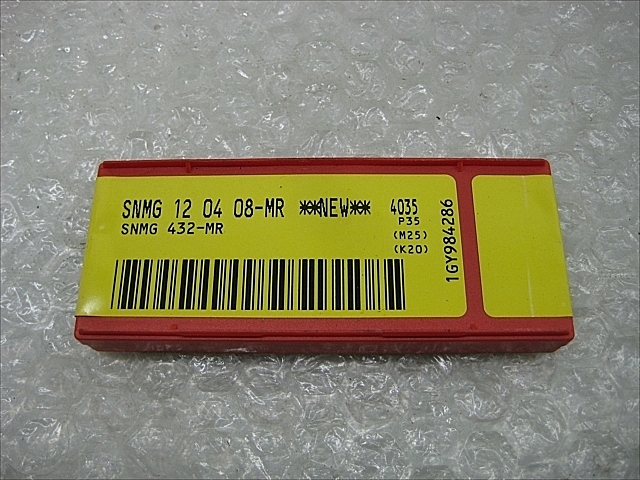 SNMG 12 04 08-MR **NEW** 4035
SNMG 432-MR P35
(M25)
(K20)
1GY984286